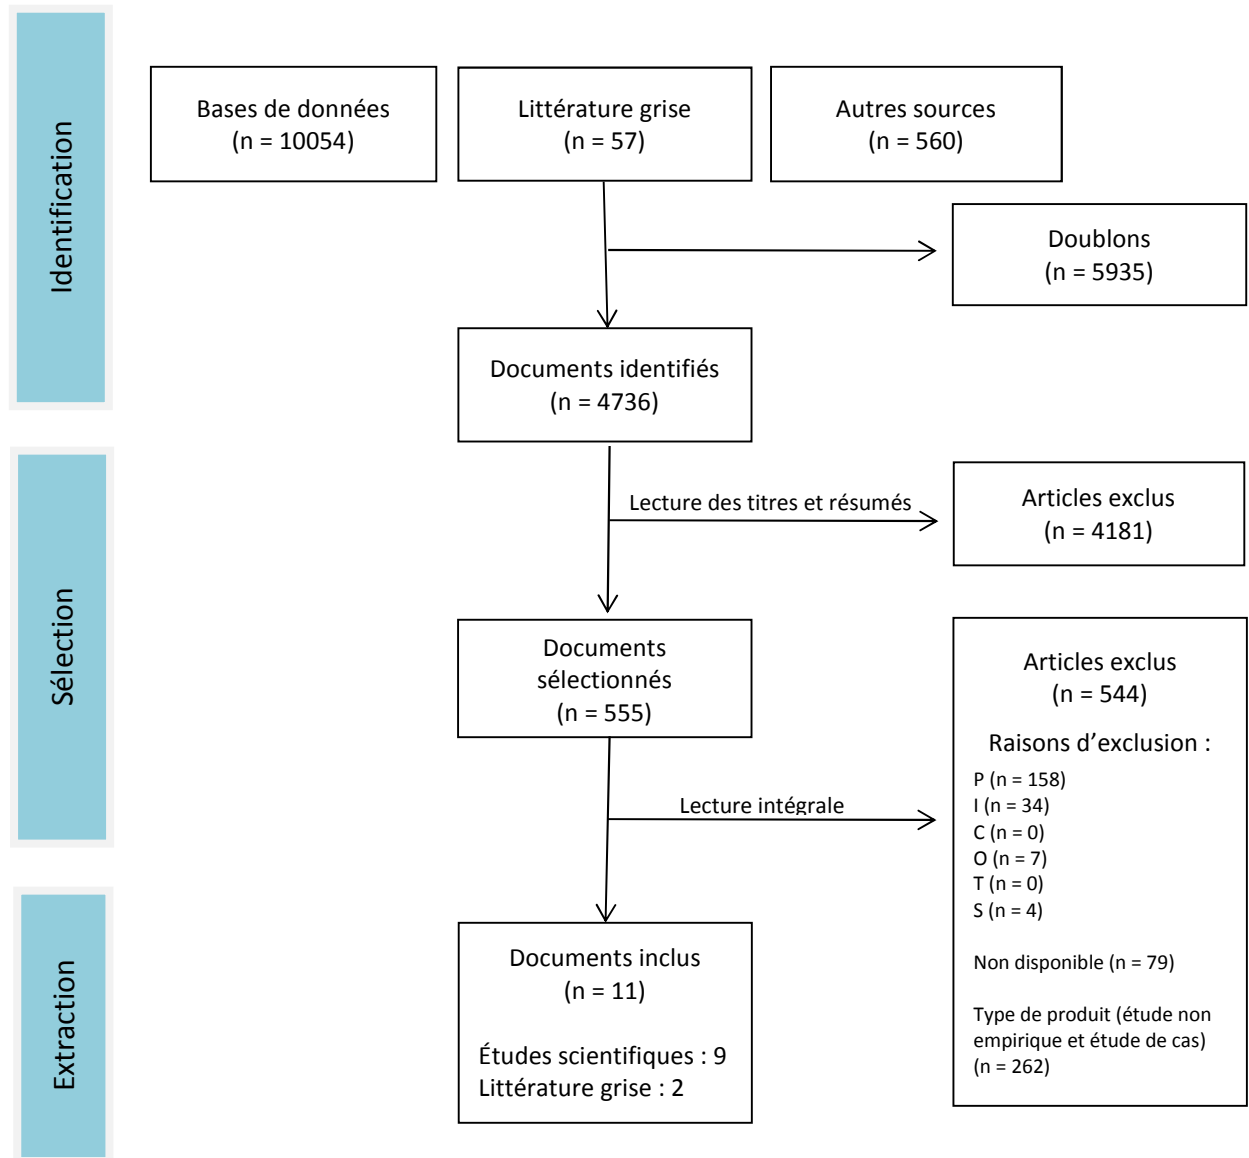 Identification
Bases de données
(n = 10054)
Littérature grise
(n = 57)
Autres sources
(n = 560)
Doublons
(n = 5935)
Documents identifiés
(n = 4736)
Sélection
Lecture des titres et résumés
Articles exclus
(n = 4181)
Documents
sélectionnés
(n = 555)
Lecture intégrale
Articles exclus
(n = 544)
Raisons d’exclusion :
P (n = 158)
I (n = 34)
C (n = 0)
O (n = 7)
T (n = 0)
S (n = 4)
Non disponible (n = 79)
Type de produit (étude non
empirique et étude de cas)
(n = 262)
Extraction
Documents inclus
(n = 11)
Études scientifiques : 9
Littérature grise : 2